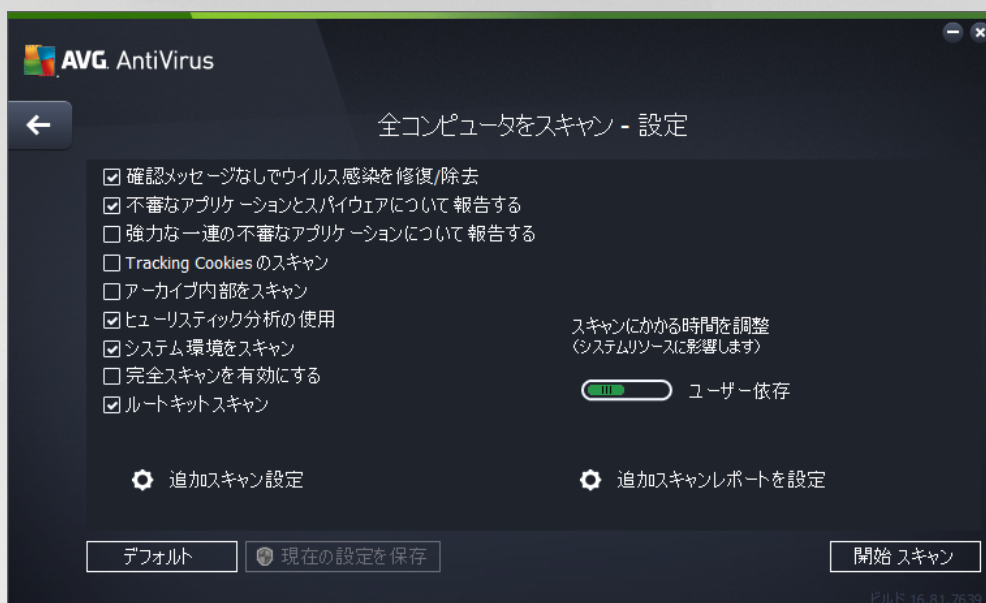 AVG. AntiVirus
全コンピュータをスキャン - 設定
確認メッセージなしでウイルス感染を修復/除去
不審なアプリケーションとスパイウェアについて報告する
強力な一連の不審なアプリケーションについて報告する
Tracking Cookies のスキャン
アーカイブ内部をスキャン
ヒューリスティック分析の使用
システム環境をスキャン
完全スキャンを有効にする
ルートキットスキャン
スキャンにかかる時間を調整
(システムリソースに影響します)
ユーザー依存
追加スキャン設定
追加スキャンレポートを設定
デフォルト
現在の設定を保存
開始 スキャン
ビルド 16.81.7639